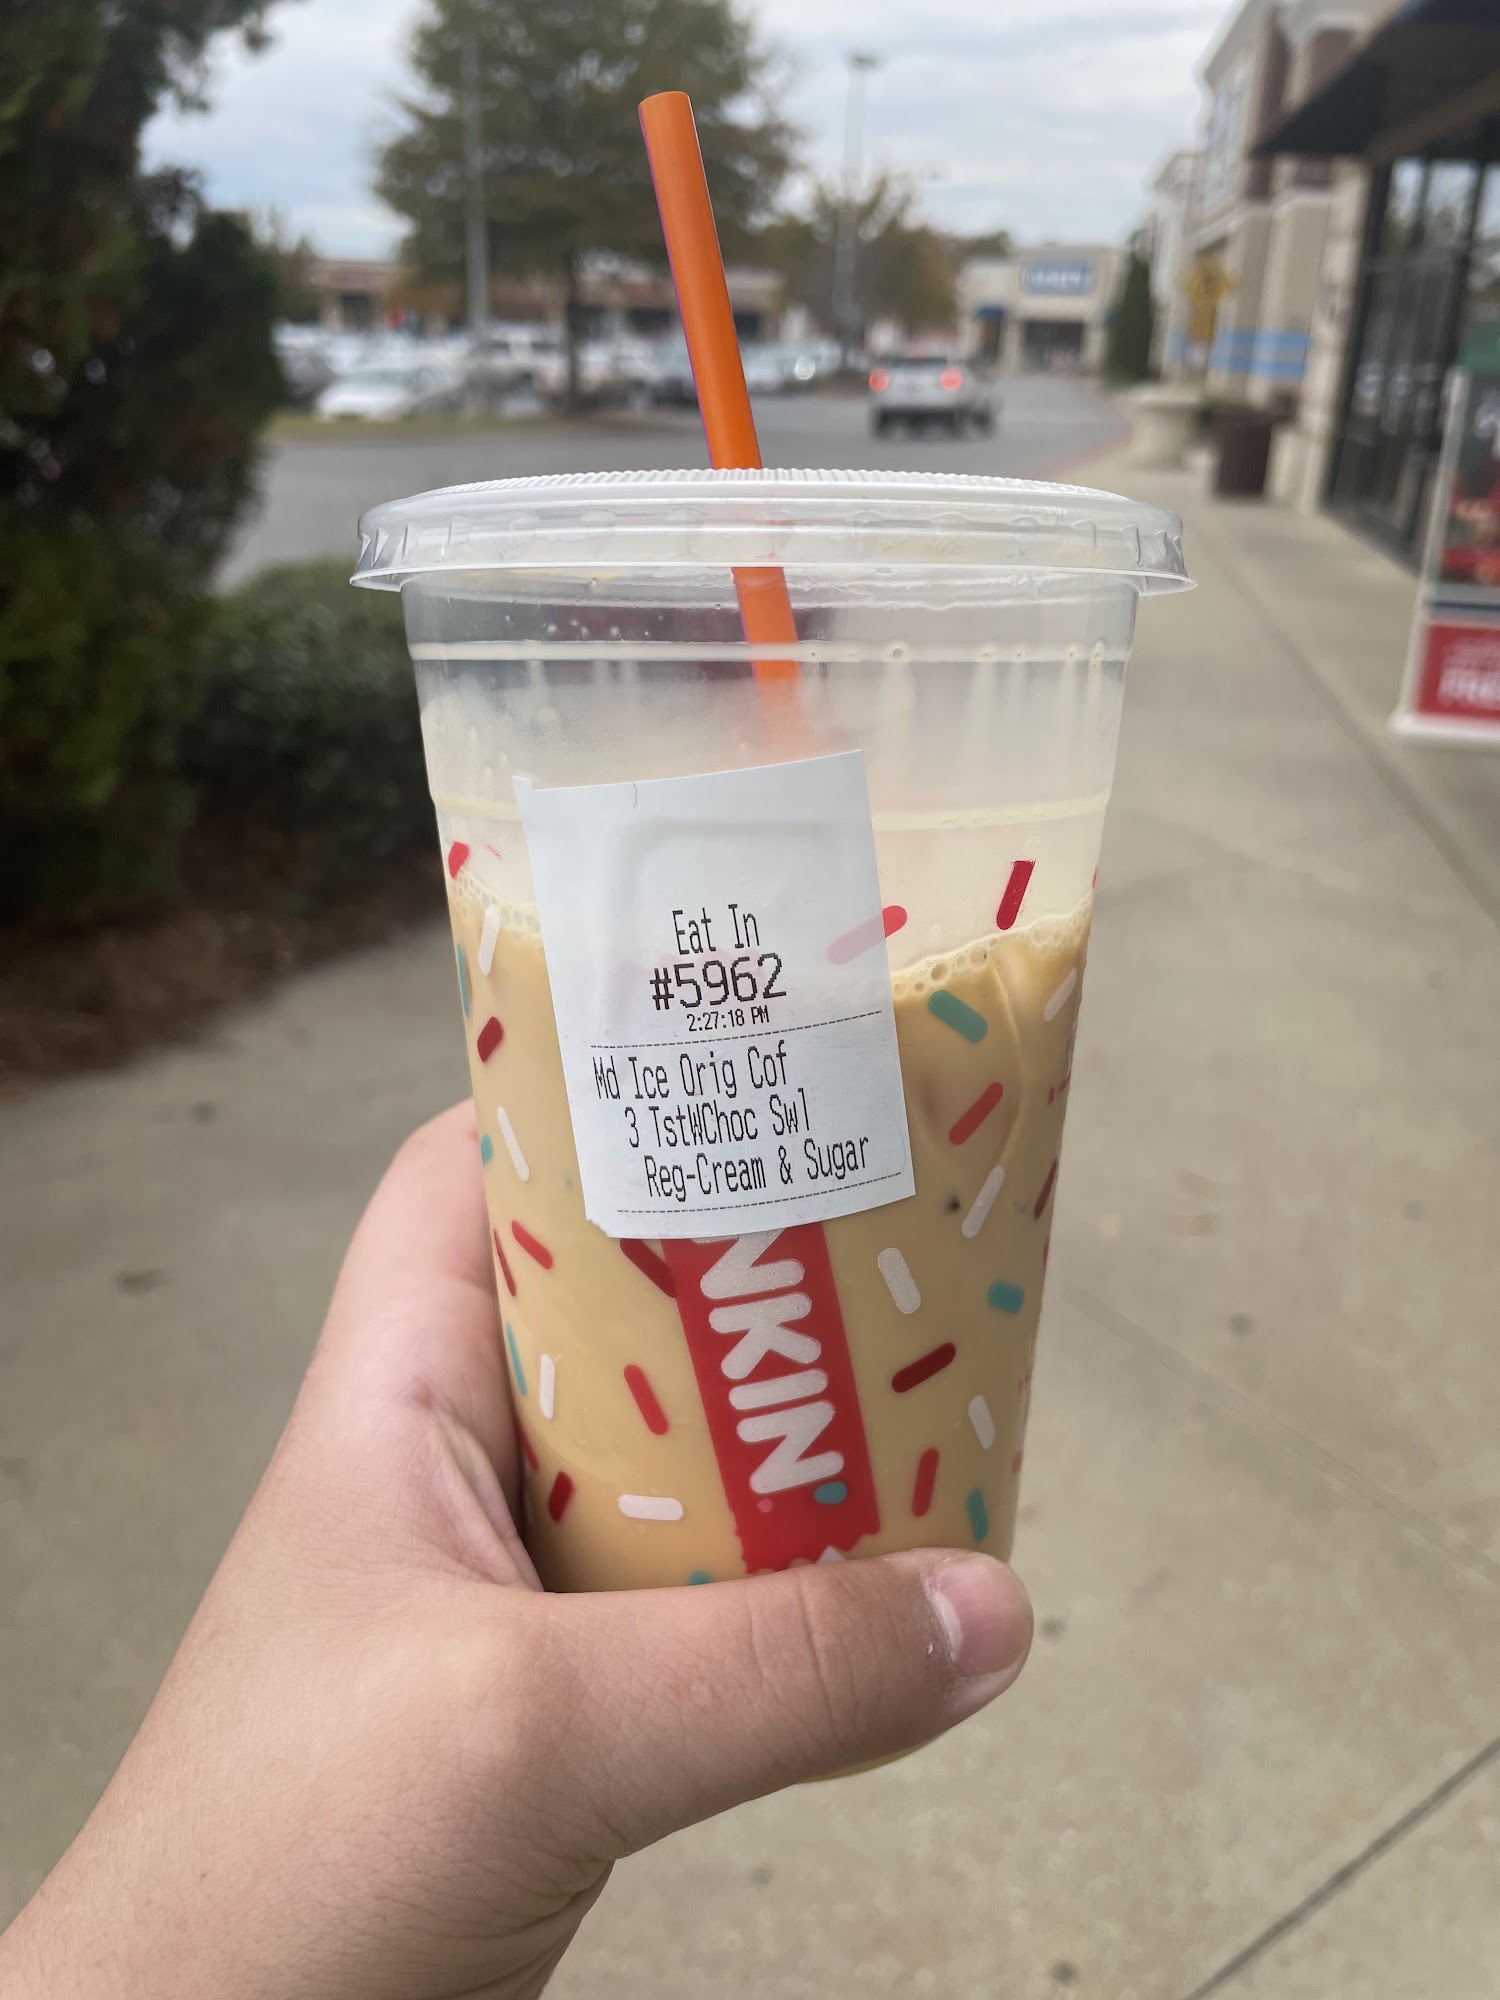 Eat In
#5962
2:27:18 PM
Md Ice Orig Cof
3 TstWChoc Swl
Reg-Cream & Sugar
NKIN'